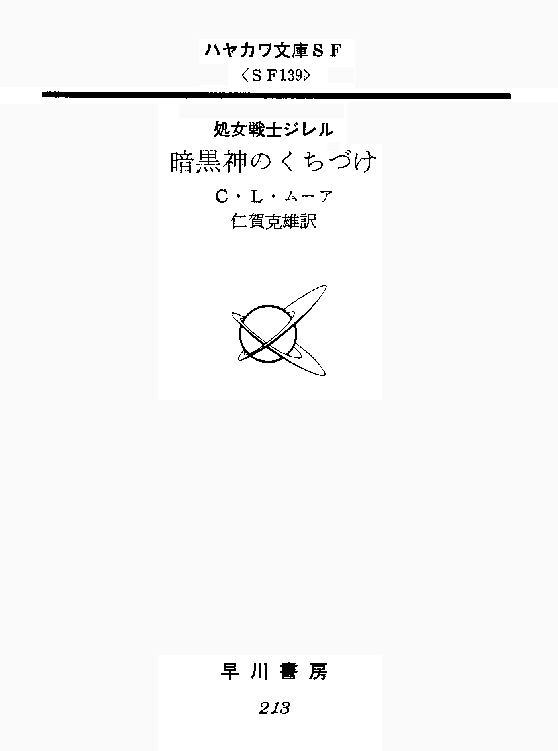 ハヤカワ文庫ＳＦ
〈ＳＦ139〉
処女戦士ジレル
暗黒神のくちづけ
Ｃ・Ｌ・ムーア
仁賀克雄訳
早川書房
213